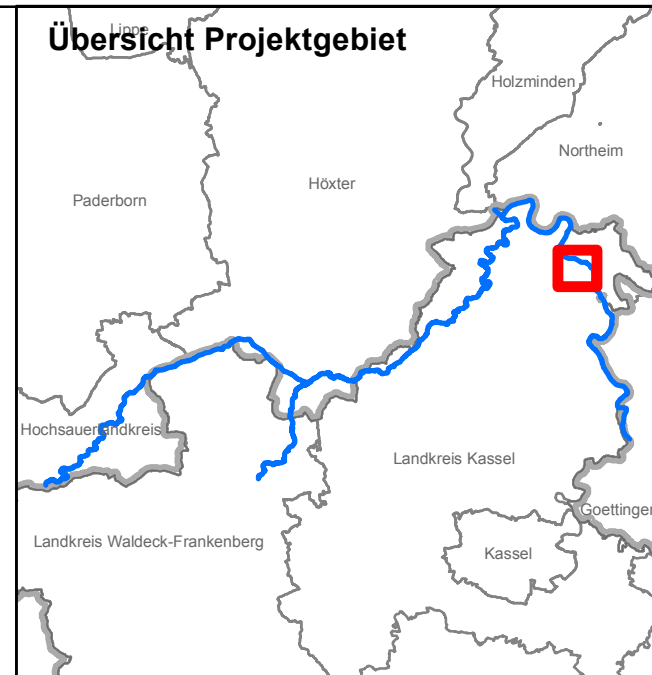 Lippe
Übersicht Projektgebiet
Holzminden
Northeim
Höxter
Paderborn
Hochsauerlandkreis
Landkreis Kassel
Goettingen
Landkreis Waldeck-Frankenberg
Kassel